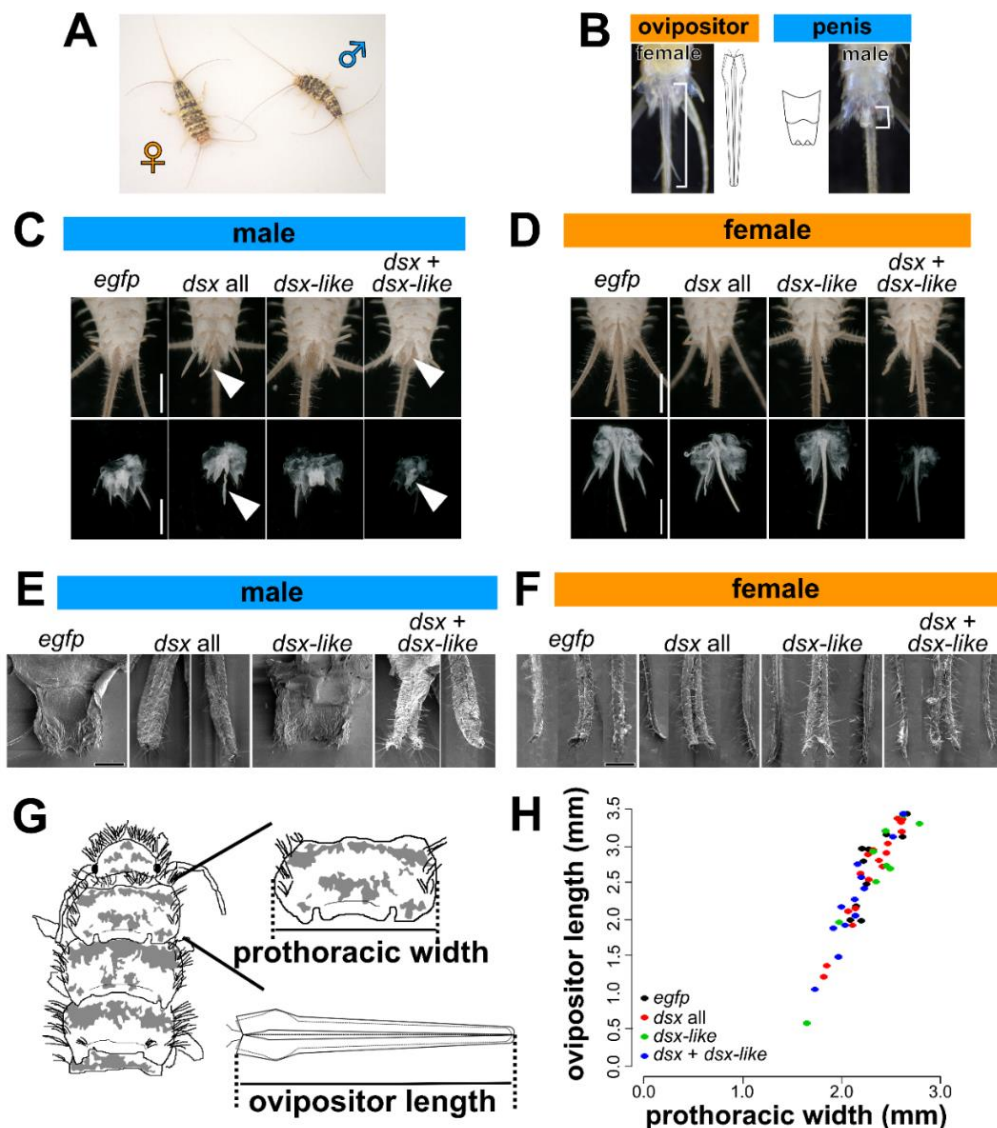 A
♂
♀
B
ovipositor
female
penis
male
C
male
egfp
dsx all
dsx-like
dsx +
dsx-like
D
female
egfp
dsx all
dsx-like
dsx +
dsx-like
E
male
egfp
dsx all
dsx-like
dsx +
dsx-like
F
female
egfp
dsx all
dsx-like
dsx +
dsx-like
G
prothoracic width
ovipositor length
H
ovipositor length (mm)
3.5
3.0
2.5
2.0
1.5
1.0
0.5
0.0
egfp
dsx all
dsx-like
dsx + dsx-like
0.0 1.0 2.0 3.0
prothoracic width (mm)